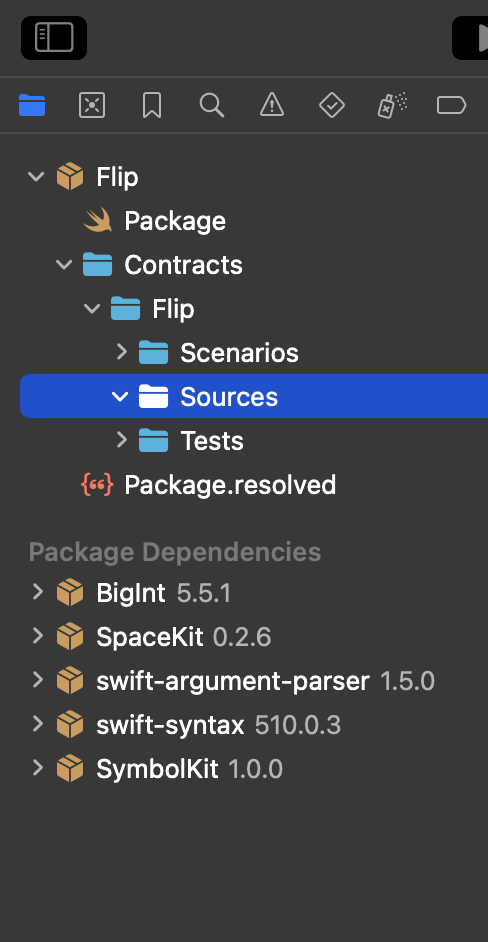 Flip
Package
Contracts
Flip
Scenarios
Sources
Tests
Package.resolved
Package Dependencies
BigInt 5.5.1
SpaceKit 0.2.6
swift-argument-parser 1.5.0
swift-syntax 510.0.3
SymbolKit 1.0.0